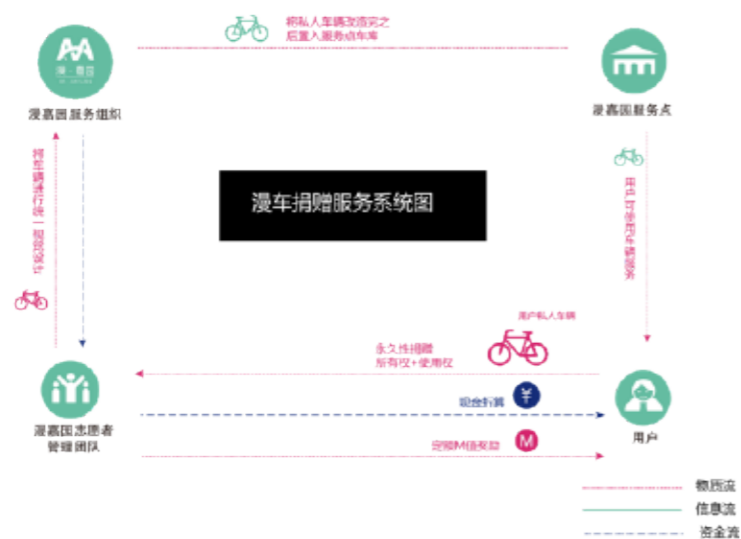 将私人车辆改造完之
后置入服务点车库
漫嘉园服务组织
漫嘉园服务点
将车辆进行统一视觉设计
漫车捐赠服务系统图
用户可使用车辆服务
用户私人车辆
永久性捐赠
所有权+使用权
现金折算
¥
漫嘉园志愿者
管理团队
用户
定额M值奖励
M
物质流
信息流
资金流